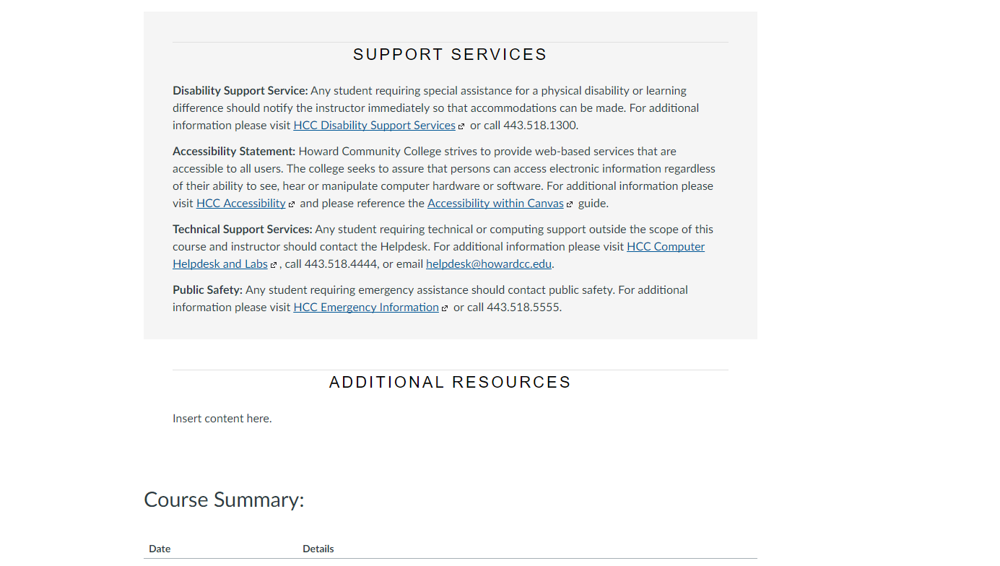 SUPPORT SERVICES
Disability Support Service: Any student requiring special assistance for a physical disability or learning
difference should notify the instructor immediately so that accommodations can be made. For additional
information please visit HCC Disability Support Services or call 443.518.1300.
Accessibility Statement: Howard Community College strives to provide web-based services that are
accessible to all users. The college seeks to assure that persons can access electronic information regardless
of their ability to see, hear or manipulate computer hardware or software. For additional information please
visit HCC Accessibility and please reference the Accessibility within Canvas guide.
Technical Support Services: Any student requiring technical or computing support outside the scope of this
course and instructor should contact the Helpdesk. For additional information please visit HCC Computer
Helpdesk and Labs , call 443.518.4444, or email helpdesk@howardcc.edu.
Public Safety: Any student requiring emergency assistance should contact public safety. For additional
information please visit HCC Emergency Information or call 443.518.5555.
ADDITIONAL RESOURCES
Insert content here.
Course Summary:
Date Details